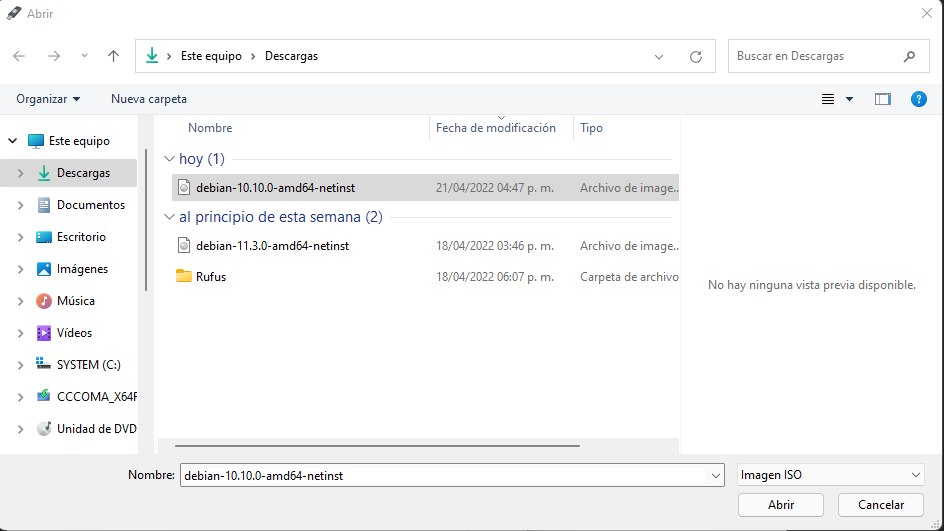 Abrir
Este equipo > Descargas
Buscar en Descargas
Organizar
Nueva carpeta
?
Nombre
Fecha de modificación
Tipo
Este equipo
Descargas
Documentos
Escritorio
Imágenes
Música
Vídeos
SYSTEM (C:)
CCCOMA_X64F
Unidad de DVD
hoy (1)
debian-10.10.0-amd64-netinst 21/04/2022 04:47 p. m. Archivo de image...
al principio de esta semana (2)
debian-11.3.0-amd64-netinst 18/04/2022 03:46 p. m. Archivo de image...
Rufus 18/04/2022 06:07 p. m. Carpeta de archivo
No hay ninguna vista previa disponible.
Nombre: debian-10.10.0-amd64-netinst
Imagen ISO
Abrir
Cancelar